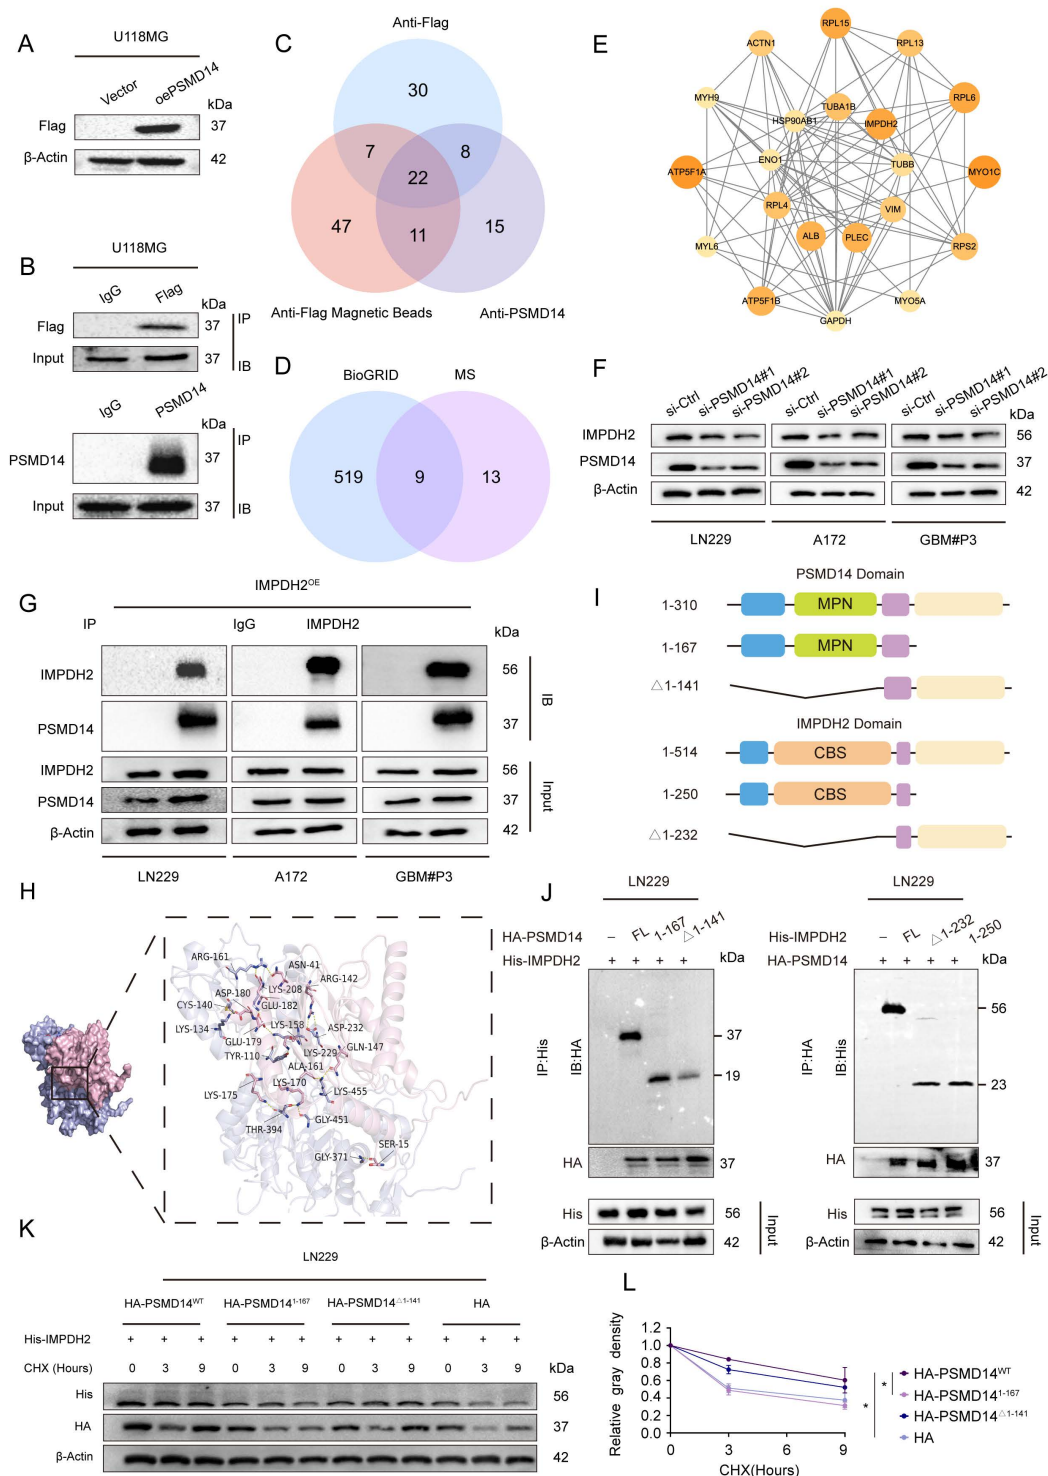 A
U118MG
Vector
oePSMD14
kDa
Flag
37
β-Actin
42
B
U118MG
IgG
Flag
kDa
Flag
37
IP
Input
37
IB
IgG
PSMD14
kDa
IP
PSMD14
37
Input
37
IB
C
Anti-Flag
30
7
8
22
47
11
15
Anti-Flag Magnetic Beads
Anti-PSMD14
D
BioGRID
MS
519
9
13
E
RPL15
ACTN1
RPL13
MYH9
TUBA1B
RPL6
HSP90AB1
IMPDH2
ENO1
TUBB
ATP5F1A
MYO1C
RPL4
VIM
ALB
PLEC
MYL6
RPS2
ATP5F1B
MYO5A
GAPDH
F
si-Ctrl
si-PSMD14#1
si-PSMD14#2
si-Ctrl
si-PSMD14#1
si-PSMD14#2
si-Ctrl
si-PSMD14#1
si-PSMD14#2
kDa
IMPDH2
56
PSMD14
37
β-Actin
42
LN229
A172
GBM#P3
G
IMPDH2OE
IP
IgG
IMPDH2
kDa
IMPDH2
56
IB
PSMD14
37
IMPDH2
56
PSMD14
37
Input
β-Actin
42
LN229
A172
GBM#P3
H
ARG-161
ASN-41
ARG-142
LYS-208
ASP-180
CYS-140
GLU-182
LYS-134
LYS-158
ASP-232
GLU-179
GLN-147
TYR-110
LYS-229
ALA-161
LYS-170
LYS-455
LYS-175
GLY-451
THR-394
SER-15
GLY-371
I
PSMD14 Domain
1-310
MPN
1-167
MPN
△1-141
IMPDH2 Domain
1-514
CBS
1-250
CBS
△1-232
J
LN229
HA-PSMD14
–
FL
1-167
△1-141
His-IMPDH2
+
+
+
+
kDa
IP:His
IB:HA
37
19
HA
37
His
56
β-Actin
42
Input
LN229
His-IMPDH2
–
FL
△1-232
1-250
HA-PSMD14
+
+
+
+
kDa
IP:HA
IB:His
56
23
HA
37
His
56
β-Actin
42
Input
K
LN229
HA-PSMD14WT
HA-PSMD141-167
HA-PSMD14△1-141
HA
His-IMPDH2
+ + + + + + + + + + + +
CHX (Hours)
0 3 9 0 3 9 0 3 9 0 3 9
kDa
His
56
HA
37
β-Actin
42
L
Relative gray density
1.2
1.0
0.8
0.6
0.4
0.2
0.0
0
3
9
CHX(Hours)
*
*
HA-PSMD14WT
HA-PSMD141-167
HA-PSMD14△1-141
HA